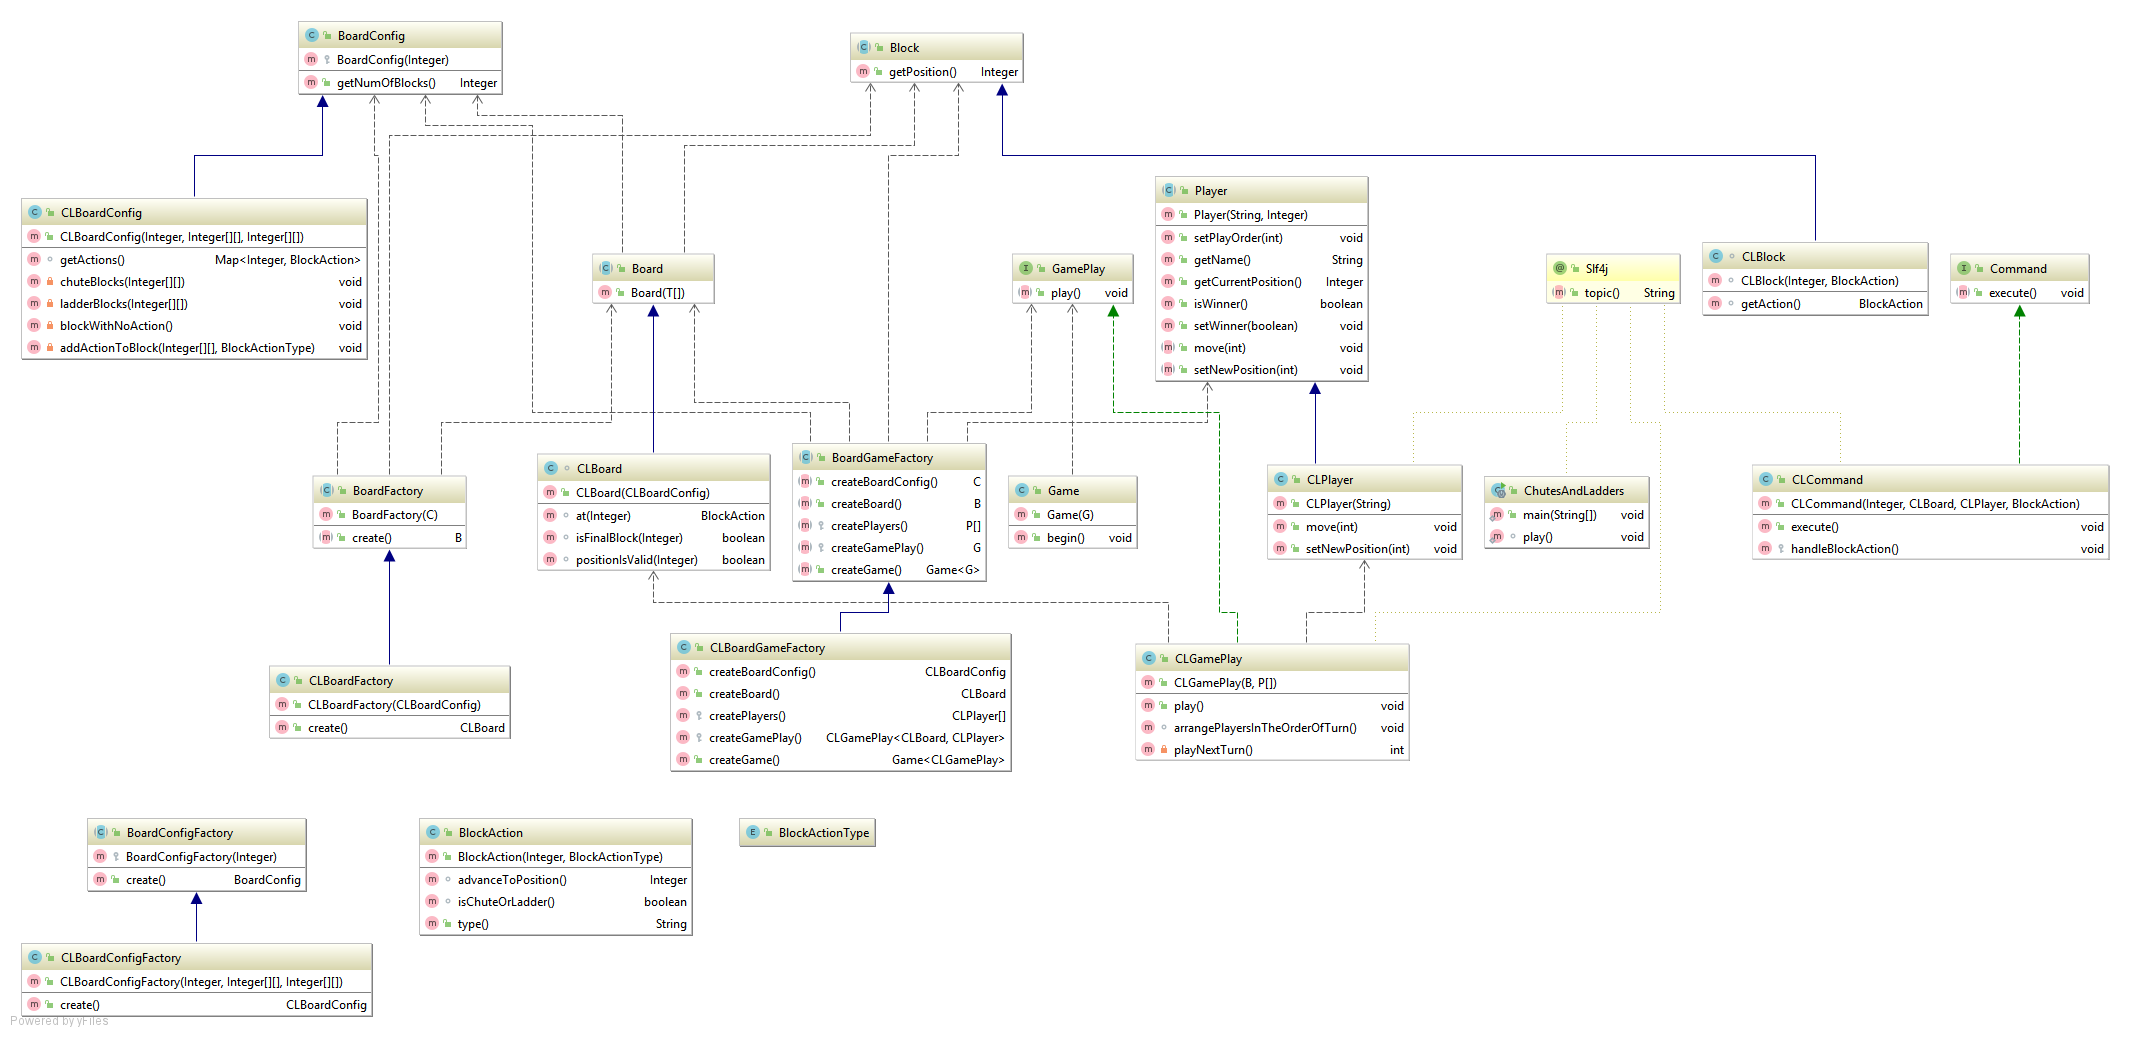 BoardConfig
BoardConfig(Integer)
getNumOfBlocks() Integer
Block
getPosition() Integer
CLBoardConfig
CLBoardConfig(Integer, Integer[][], Integer[][])
getActions() Map<Integer, BlockAction>
chuteBlocks(Integer[][]) void
ladderBlocks(Integer[][]) void
blockWithNoAction() void
addActionToBlock(Integer[][], BlockActionType) void
Board
Board(T[])
GamePlay
play() void
Player
Player(String, Integer)
setPlayOrder(int) void
getName() String
getCurrentPosition() Integer
isWinner() boolean
setWinner(boolean) void
move(int) void
setNewPosition(int) void
Slf4j
topic() String
CLBlock
CLBlock(Integer, BlockAction)
getAction() BlockAction
Command
execute() void
BoardFactory
BoardFactory(C)
create() B
CLBoard
CLBoard(CLBoardConfig)
at(Integer) BlockAction
isFinalBlock(Integer) boolean
positionIsValid(Integer) boolean
BoardGameFactory
createBoardConfig() C
createBoard() B
createPlayers() P[]
createGamePlay() G
createGame() Game<G>
Game
Game(G)
begin() void
CLPlayer
CLPlayer(String)
move(int) void
setNewPosition(int) void
ChutesAndLadders
main(String[]) void
play() void
CLCommand
CLCommand(Integer, CLBoard, CLPlayer, BlockAction)
execute() void
handleBlockAction() void
CLBoardFactory
CLBoardFactory(CLBoardConfig)
create() CLBoard
CLBoardGameFactory
createBoardConfig() CLBoardConfig
createBoard() CLBoard
createPlayers() CLPlayer[]
createGamePlay() CLGamePlay<CLBoard, CLPlayer>
createGame() Game<CLGamePlay>
CLGamePlay
CLGamePlay(B, P[])
play() void
arrangePlayersInTheOrderOfTurn() void
playNextTurn() int
BoardConfigFactory
BoardConfigFactory(Integer)
create() BoardConfig
BlockAction
BlockAction(Integer, BlockActionType)
advanceToPosition() Integer
isChuteOrLadder() boolean
type() String
BlockActionType
CLBoardConfigFactory
CLBoardConfigFactory(Integer, Integer[][], Integer[][])
create() CLBoardConfig
Powered by yFiles